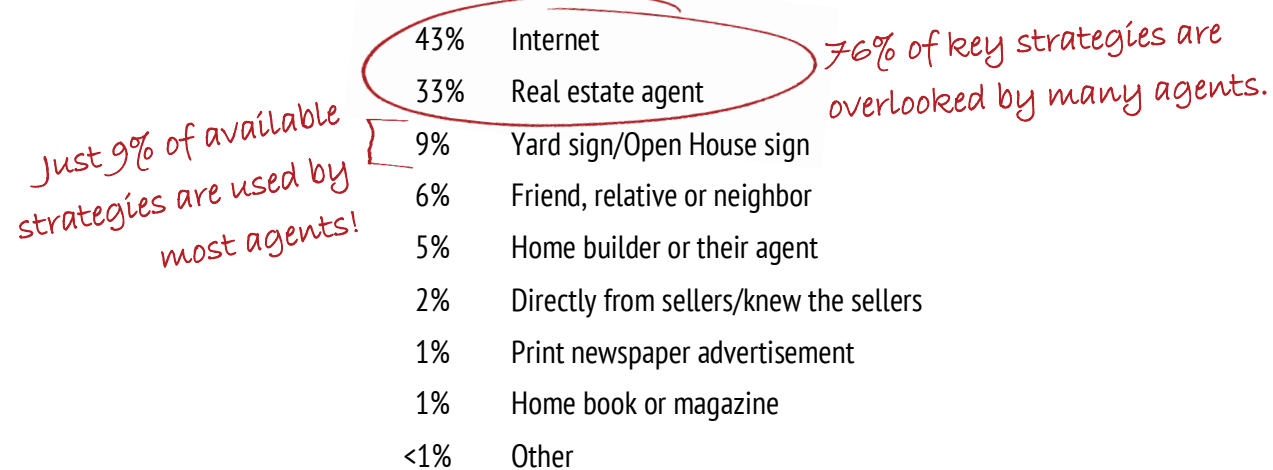 43% Internet
33% Real estate agent
9% Yard sign/Open House sign
6% Friend, relative or neighbor
5% Home builder or their agent
2% Directly from sellers/knew the sellers
1% Print newspaper advertisement
1% Home book or magazine
<1% Other
76% of key strategies are
overlooked by many agents.
Just 9% of available
strategies are used by
most agents!